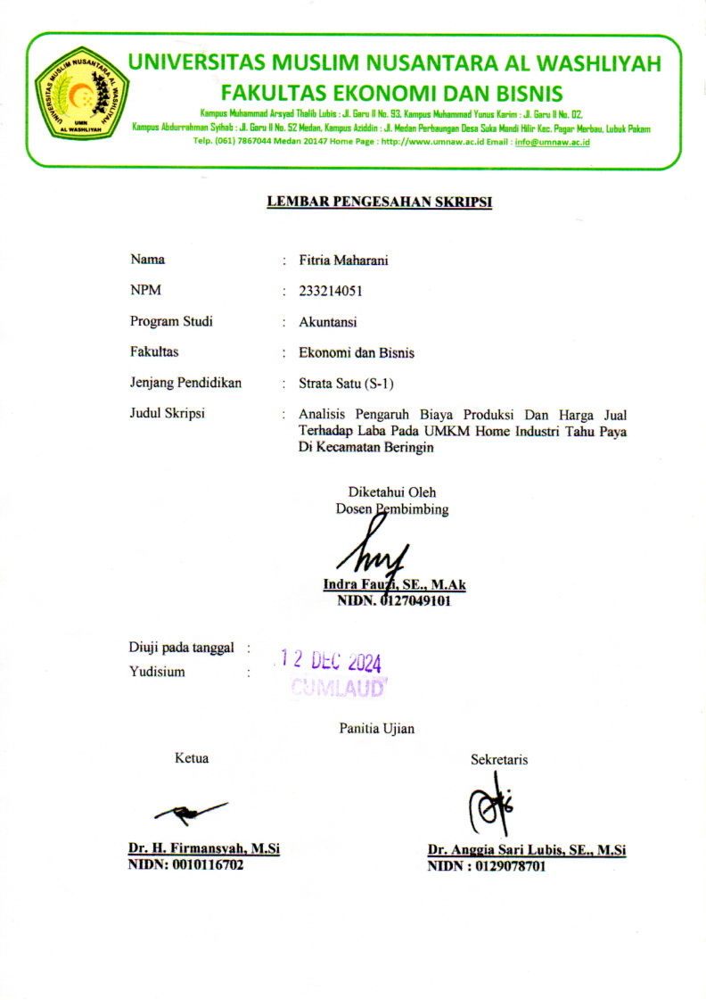 UNIVERSITAS MUSLIM NUSANTARA AL WASHLIYAH
UMN
AL WASHLIYAH
UNIVERSITAS MUSLIM NUSANTARA AL WASHLIYAH
FAKULTAS EKONOMI DAN BISNIS
Kampus Muhammad Arsyad Thalib Lubis : Jl. Garu II No. 93, Kampus Muhammad Yunus Karim : Jl. Garu II No. 02,
Kampus Abdurrahman Syihab : Jl. Garu II No. 52 Medan, Kampus Aziddin : Jl. Medan Perbaungan Desa Suka Mandi Hilir Kec. Pagar Merbau, Lubuk Pakam
Telp. (061) 7867044 Medan 20147 Home Page : http://www.umnaw.ac.id Email : info@umnaw.ac.id
LEMBAR PENGESAHAN SKRIPSI
Nama : Fitria Maharani
NPM : 233214051
Program Studi : Akuntansi
Fakultas : Ekonomi dan Bisnis
Jenjang Pendidikan : Strata Satu (S-1)
Judul Skripsi : Analisis Pengaruh Biaya Produksi Dan Harga Jual
Terhadap Laba Pada UMKM Home Industri Tahu Paya
Di Kecamatan Beringin
Diketahui Oleh
Dosen Pembimbing
Indra Fauzi, SE., M.Ak
NIDN. 0127049101
Diuji pada tanggal : 12 DEC 2024
Yudisium : CUMLAUD
Panitia Ujian
Ketua Sekretaris
Dr. H. Firmansyah, M.Si Dr. Anggia Sari Lubis, SE., M.Si
NIDN: 0010116702 NIDN : 0129078701